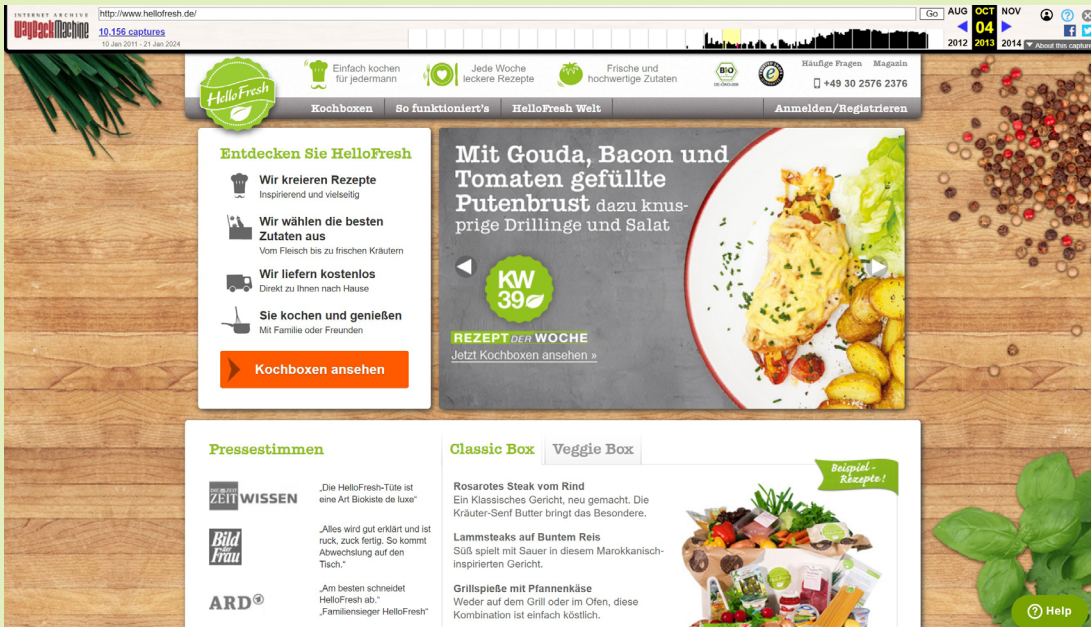 INTERNET ARCHIVE
WayBackMachine
http://www.hellofresh.de/
Go
10,156 captures
10 Jan 2011 - 21 Jan 2024
AUG OCT NOV
04
2012 2013 2014
About this capture
HelloFresh
Einfach kochen
für jedermann
Jede Woche
leckere Rezepte
Frische und
hochwertige Zutaten
BIO
Häufige Fragen Magazin
+49 30 2576 2376
Kochboxen So funktioniert's HelloFresh Welt Anmelden/Registrieren
Entdecken Sie HelloFresh
Wir kreieren Rezepte
Inspirierend und vielseitig
Wir wählen die besten
Zutaten aus
Vom Fleisch bis zu frischen Kräutern
Wir liefern kostenlos
Direkt zu Ihnen nach Hause
Sie kochen und genießen
Mit Familie oder Freunden
Kochboxen ansehen
Mit Gouda, Bacon und
Tomaten gefüllte
Putenbrust dazu knus-
prige Drillinge und Salat
KW
39
REZEPT DER WOCHE
Jetzt Kochboxen ansehen »
Pressestimmen
DIE ZEIT
ZEIT WISSEN
„Die HelloFresh-Tüte ist
eine Art Biokiste de luxe“
Bild
der
Frau
„Alles wird gut erklärt und ist
ruck, zuck fertig. So kommt
Abwechslung auf den
Tisch.“
ARD
„Am besten schneidet
HelloFresh ab.“
„Familiensieger HelloFresh“
Classic Box Veggie Box
Beispiel -
Rezepte!
Rosarotes Steak vom Rind
Ein Klassisches Gericht, neu gemacht. Die
Kräuter-Senf Butter bringt das Besondere.
Lammsteaks auf Buntem Reis
Süß spielt mit Sauer in diesem Marokkanisch-
inspirierten Gericht.
Grillspieße mit Pfannenkäse
Weder auf dem Grill oder im Ofen, diese
Kombination ist einfach köstlich.
Help